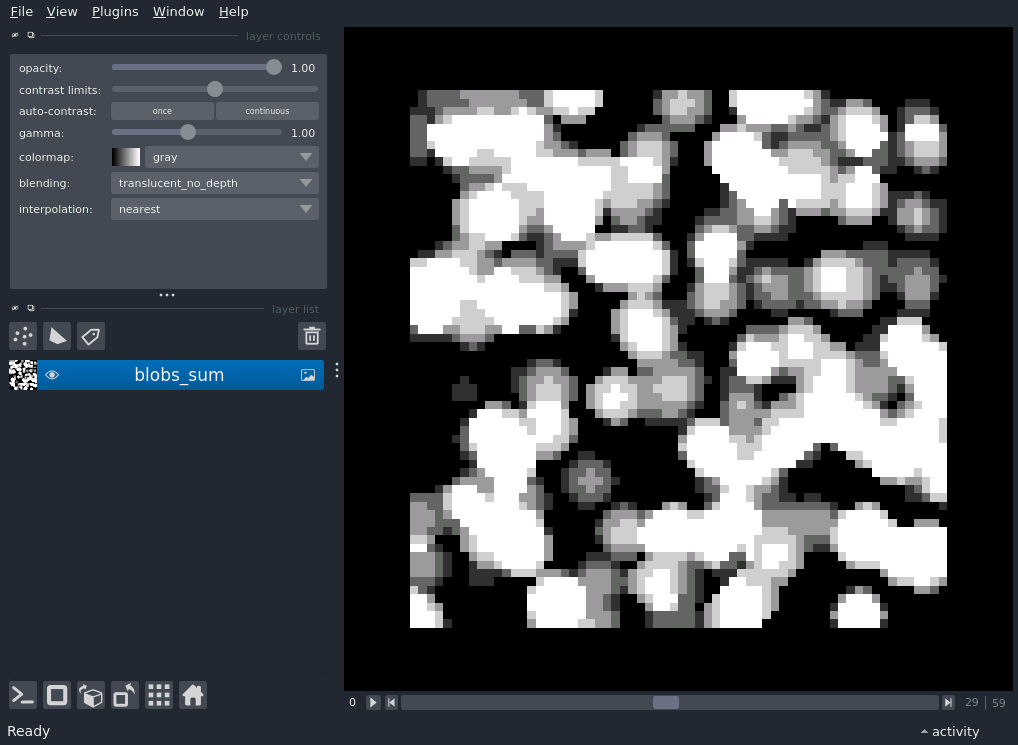 File View Plugins Window Help
layer controls
opacity: 1.00
contrast limits:
auto-contrast: once continuous
gamma: 1.00
colormap: gray
blending: translucent_no_depth
interpolation: nearest
layer list
blobs_sum
0 29 59
Ready activity